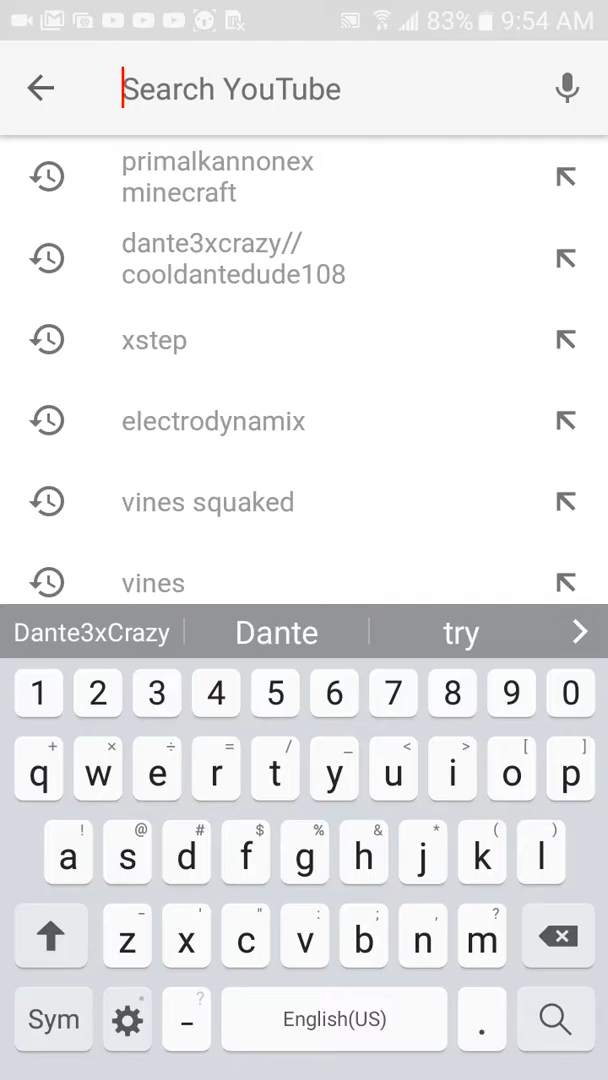 83% 9:54 AM
Search YouTube
primalkannonex
minecraft
dante3xcrazy//
cooldantedude108
xstep
electrodynamix
vines squaked
vines
Dante3xCrazy Dante try
1 2 3 4 5 6 7 8 9 0
+ × ÷ = / _ < > [ ]
q w e r t y u i o p
! @ # $ % & * ( )
a s d f g h j k l
- ' " : ; , ?
z x c v b n m
Sym - ? English(US) .